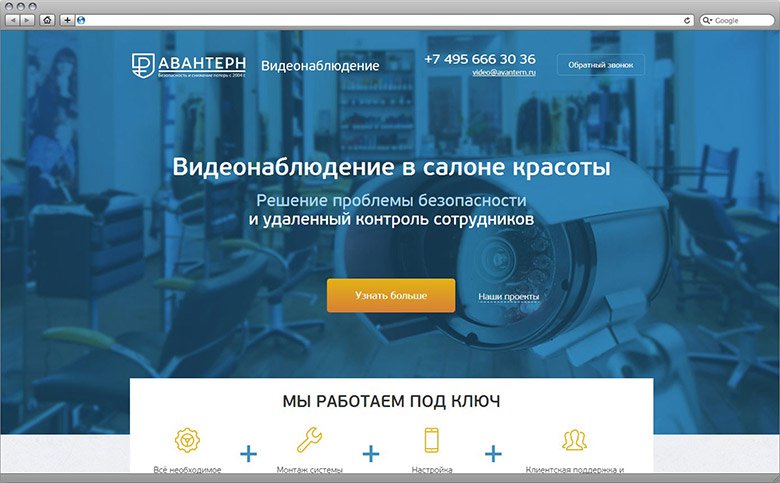 Google
АВАНТЕРН
Безопасность и снижение потерь с 2004 г.
Видеонаблюдение
+7 495 666 30 36
video@avantern.ru
Обратный звонок
Видеонаблюдение в салоне красоты
Решение проблемы безопасности
и удаленный контроль сотрудников
Узнать больше
Наши проекты
МЫ РАБОТАЕМ ПОД КЛЮЧ
Всё необходимое
Монтаж системы
Настройка
Клиентская поддержка и